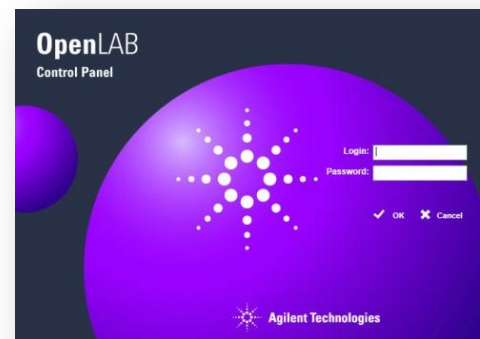 OpenLAB
Control Panel
Login:
Password:
OK Cancel
Agilent Technologies